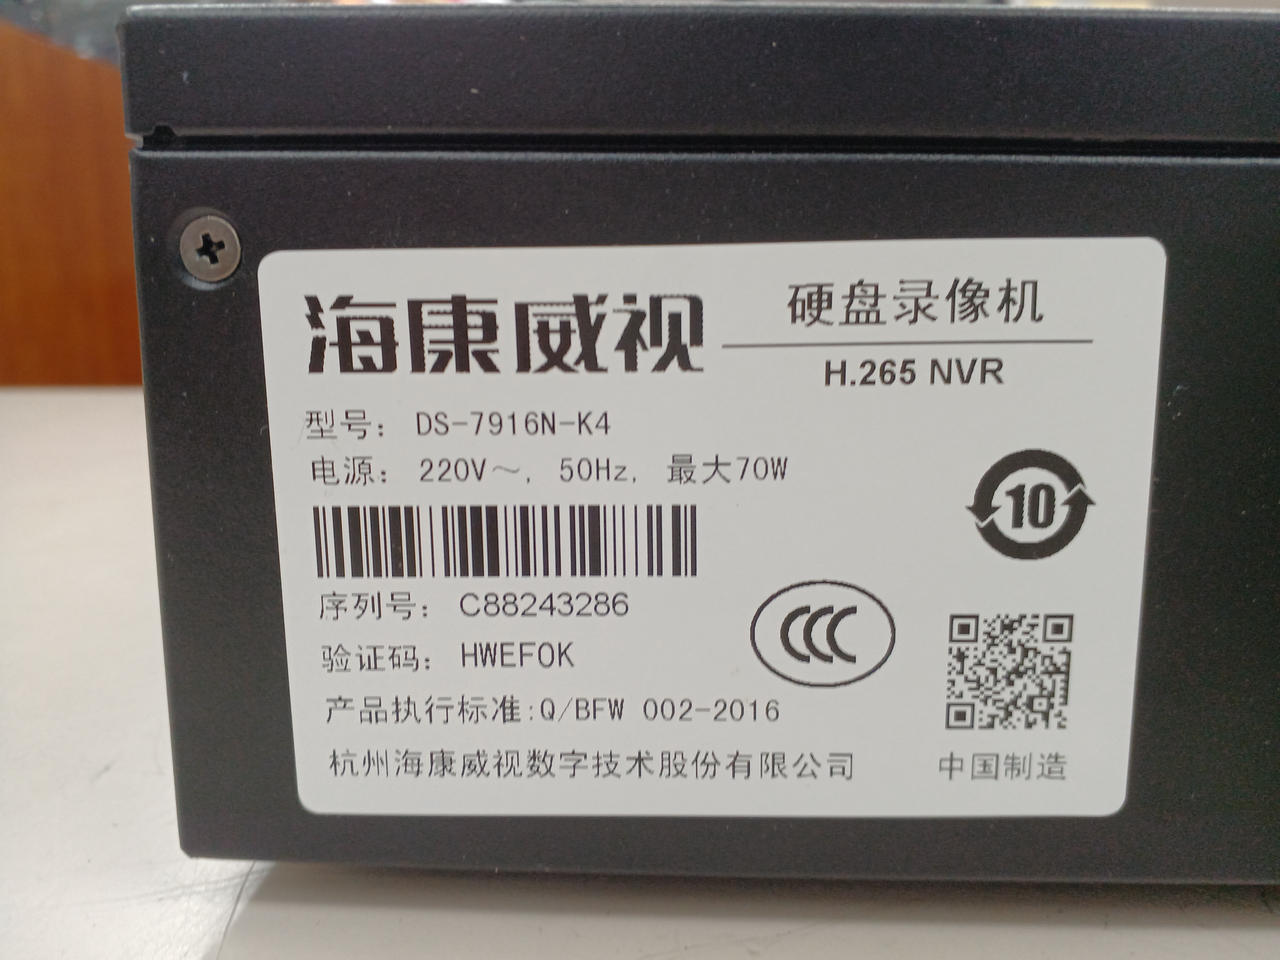 海康威视
硬盘录像机
H.265 NVR
型号: DS-7916N-K4
电源: 220V～, 50Hz, 最大70W
10
序列号: C88243286
验证码: HWEFOK
CCC
产品执行标准:Q/BFW 002-2016
杭州海康威视数字技术股份有限公司
中国制造